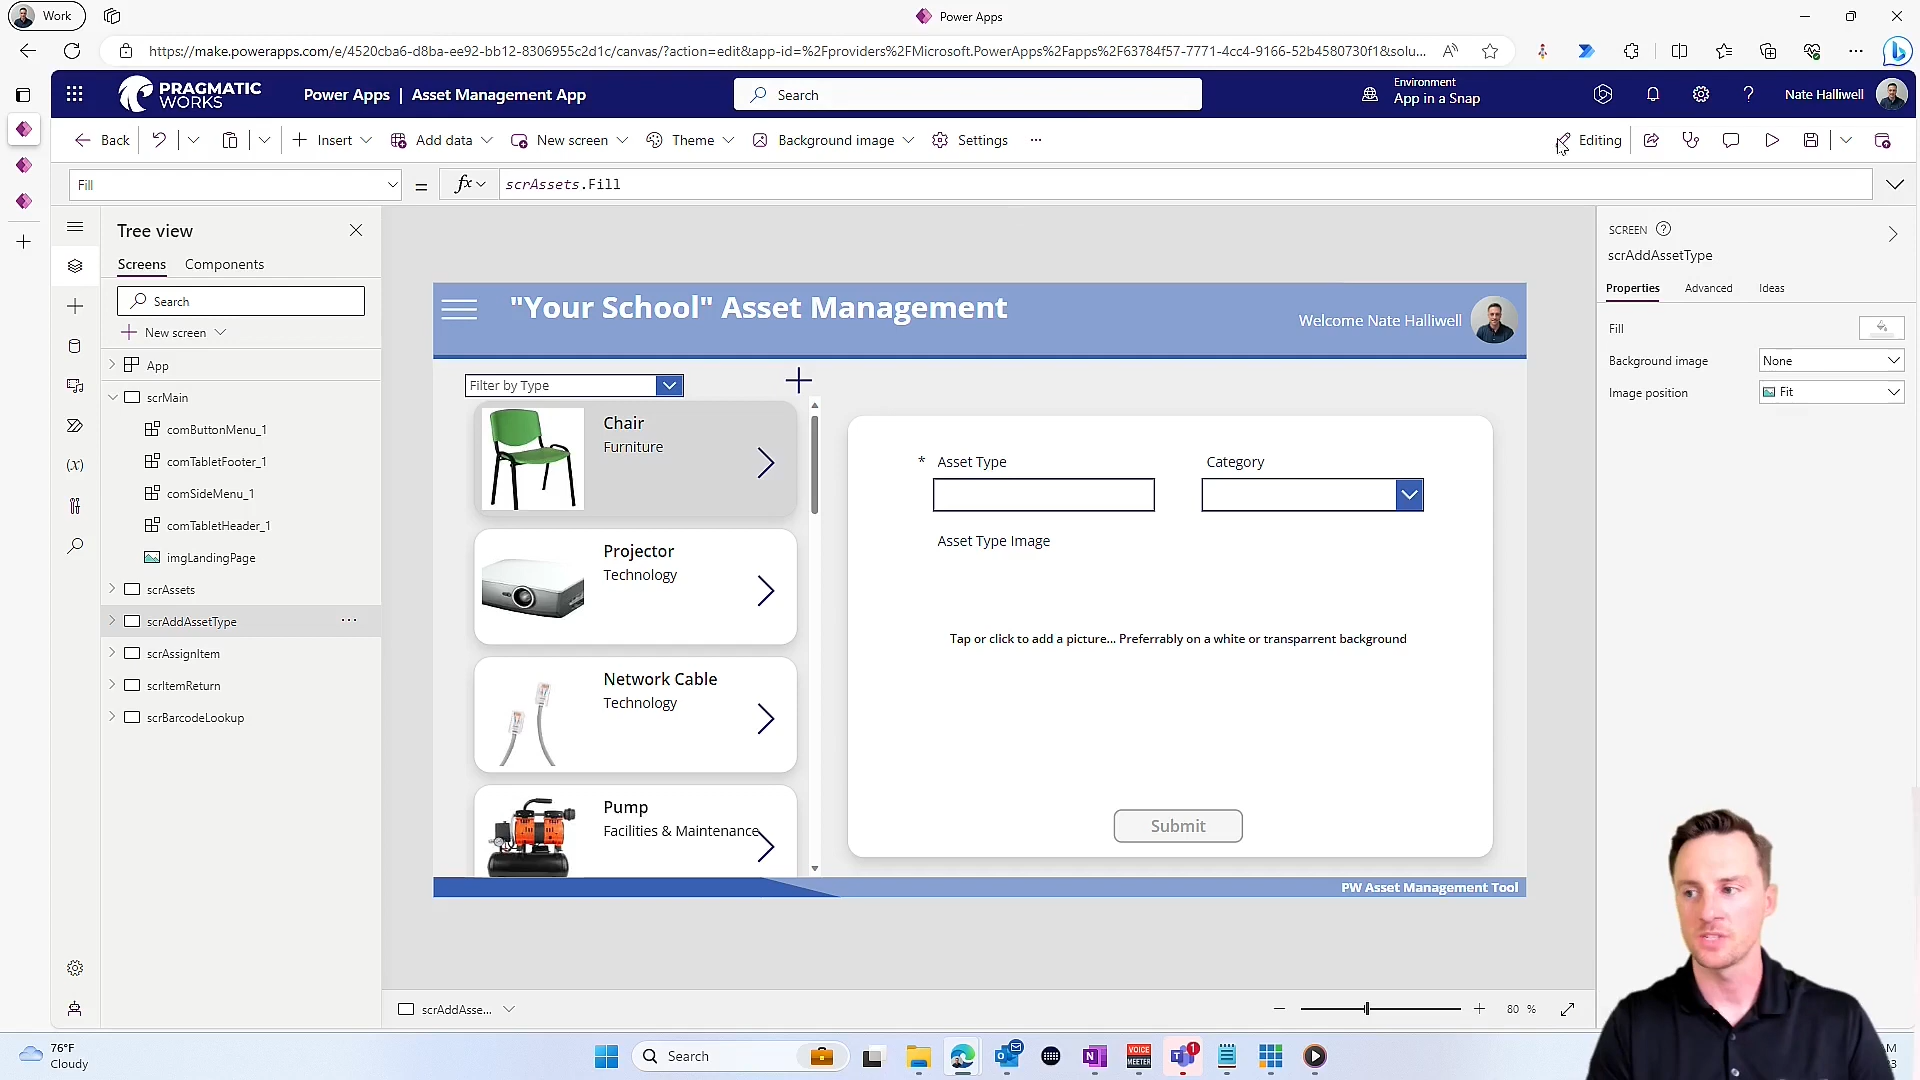 Work
Power Apps
https://make.powerapps.com/e/4520cba6-d8ba-ee92-bb12-8306955c2d1c/canvas/?action=edit&app-id=%2Fproviders%2FMicrosoft.PowerApps%2Fapps%2F63784f57-7771-4cc4-9166-52b4580730f1&solu...
PRAGMATIC
WORKS
Power Apps | Asset Management App
Search
Environment
App in a Snap
Nate Halliwell
Back
Insert
Add data
New screen
Theme
Background image
Settings
Editing
Fill
=
fx
scrAssets.Fill
Tree view
Screens
Components
Search
New screen
App
scrMain
comButtonMenu_1
comTabletFooter_1
comSideMenu_1
comTabletHeader_1
imgLandingPage
scrAssets
scrAddAssetType
scrAssignItem
scrItemReturn
scrBarcodeLookup
"Your School" Asset Management
Welcome Nate Halliwell
Filter by Type
Chair
Furniture
Projector
Technology
Network Cable
Technology
Pump
Facilities & Maintenance
* Asset Type
Category
Asset Type Image
Tap or click to add a picture... Preferrably on a white or transparent background
Submit
PW Asset Management Tool
SCREEN
scrAddAssetType
Properties
Advanced
Ideas
Fill
Background image
None
Image position
Fit
scrAddAsse...
80 %
76°F
Cloudy
Search
VOICE
MEETER
1